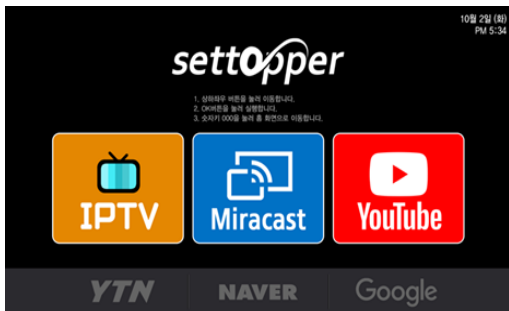 10월 2일 (화)
PM 5:34
settopper
1. 상하좌우 버튼을 눌러 이동합니다.
2. OK버튼을 눌러 실행합니다.
3. 숫자키 000을 눌러 홈 화면으로 이동합니다.
IPTV
Miracast
YouTube
YTN
NAVER
Google